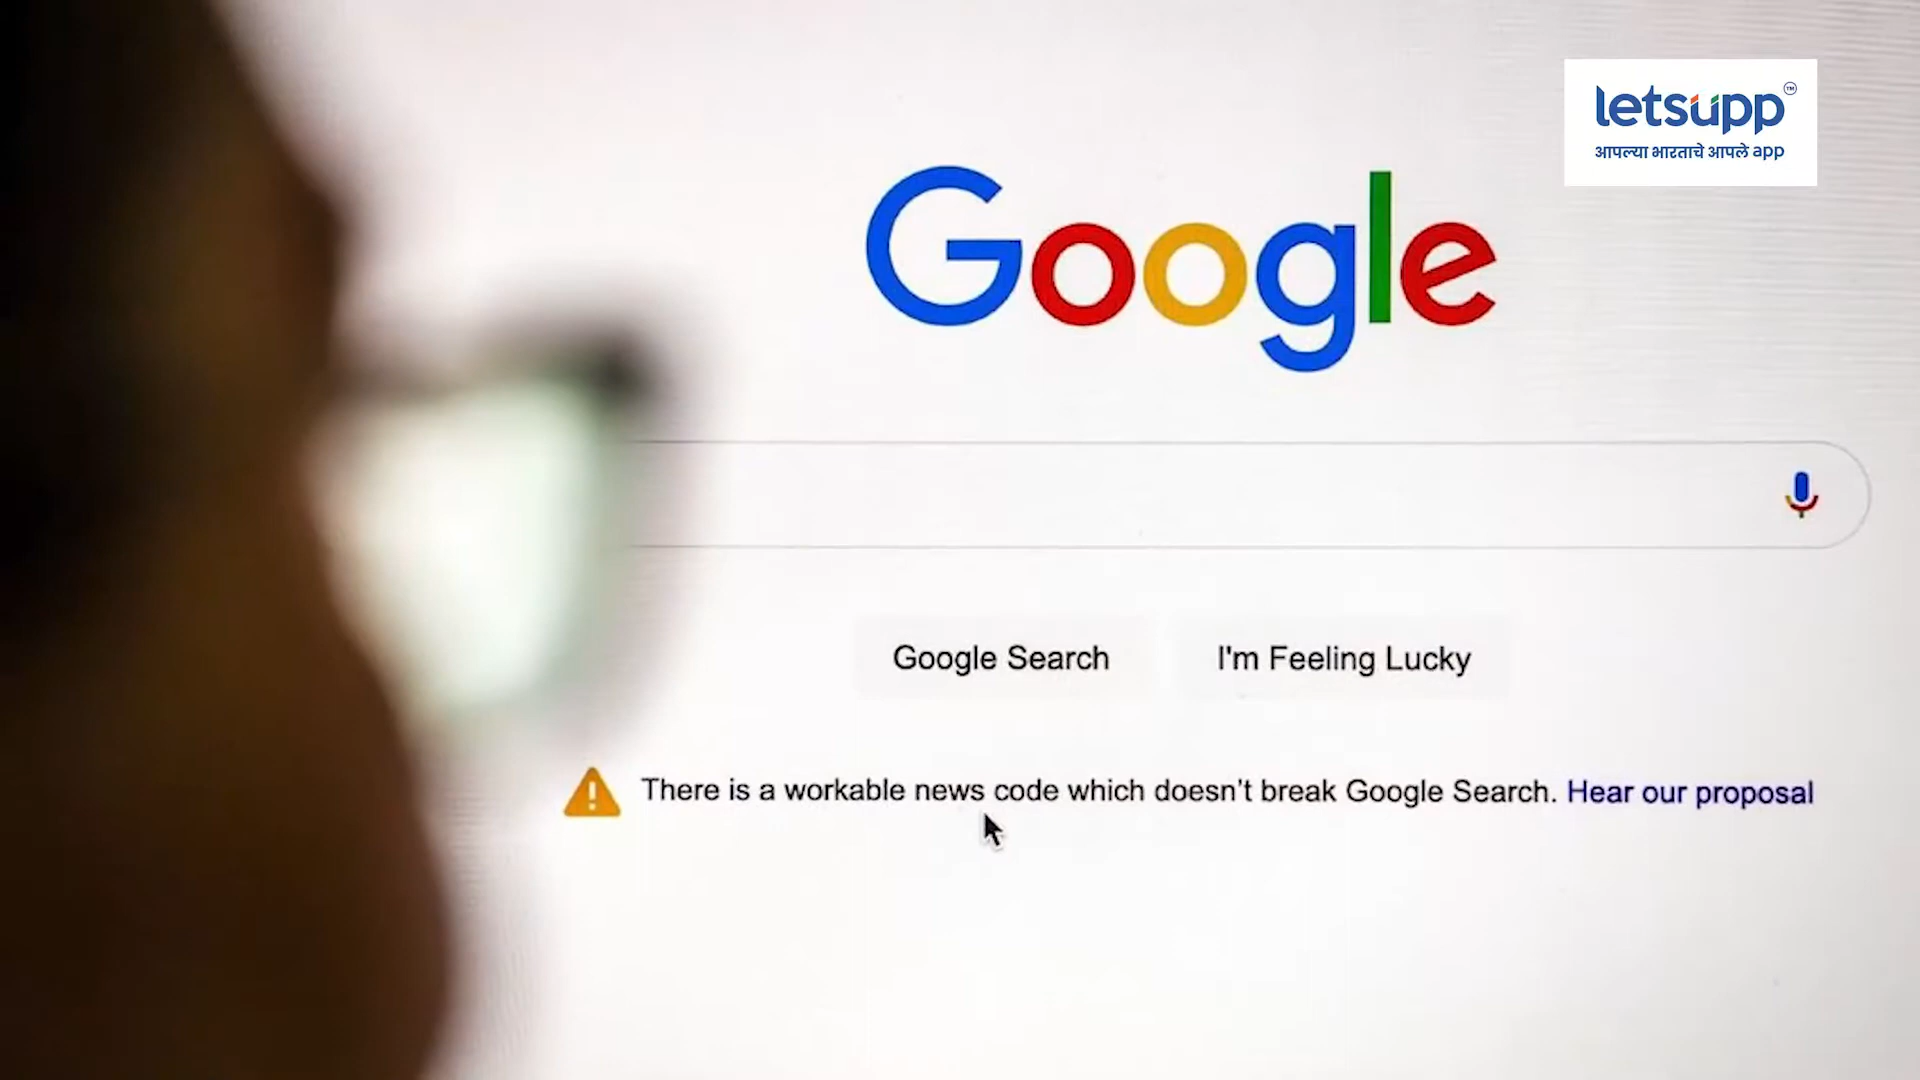 letsupp™
आपल्या भारताचे आपले app
Google
Google Search
I'm Feeling Lucky
There is a workable news code which doesn't break Google Search. Hear our proposal